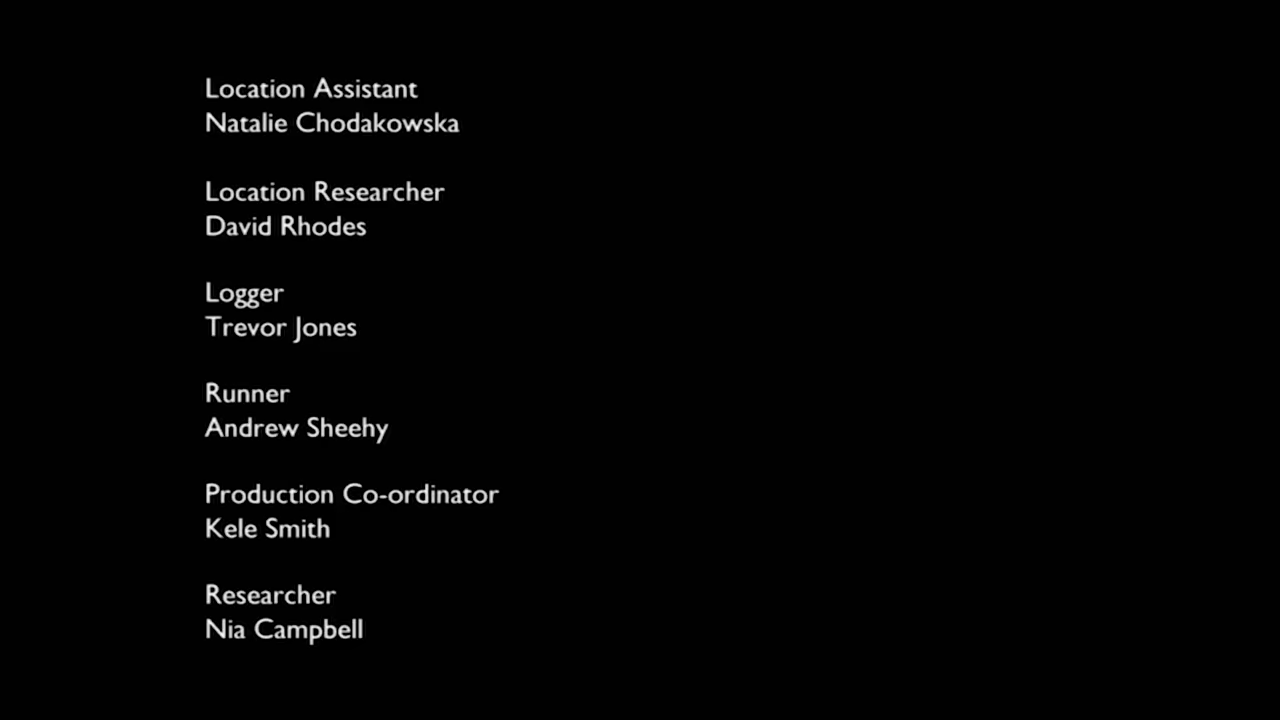 Location Assistant
Natalie Chodakowska
Location Researcher
David Rhodes
Logger
Trevor Jones
Runner
Andrew Sheehy
Production Co-ordinator
Kele Smith
Researcher
Nia Campbell